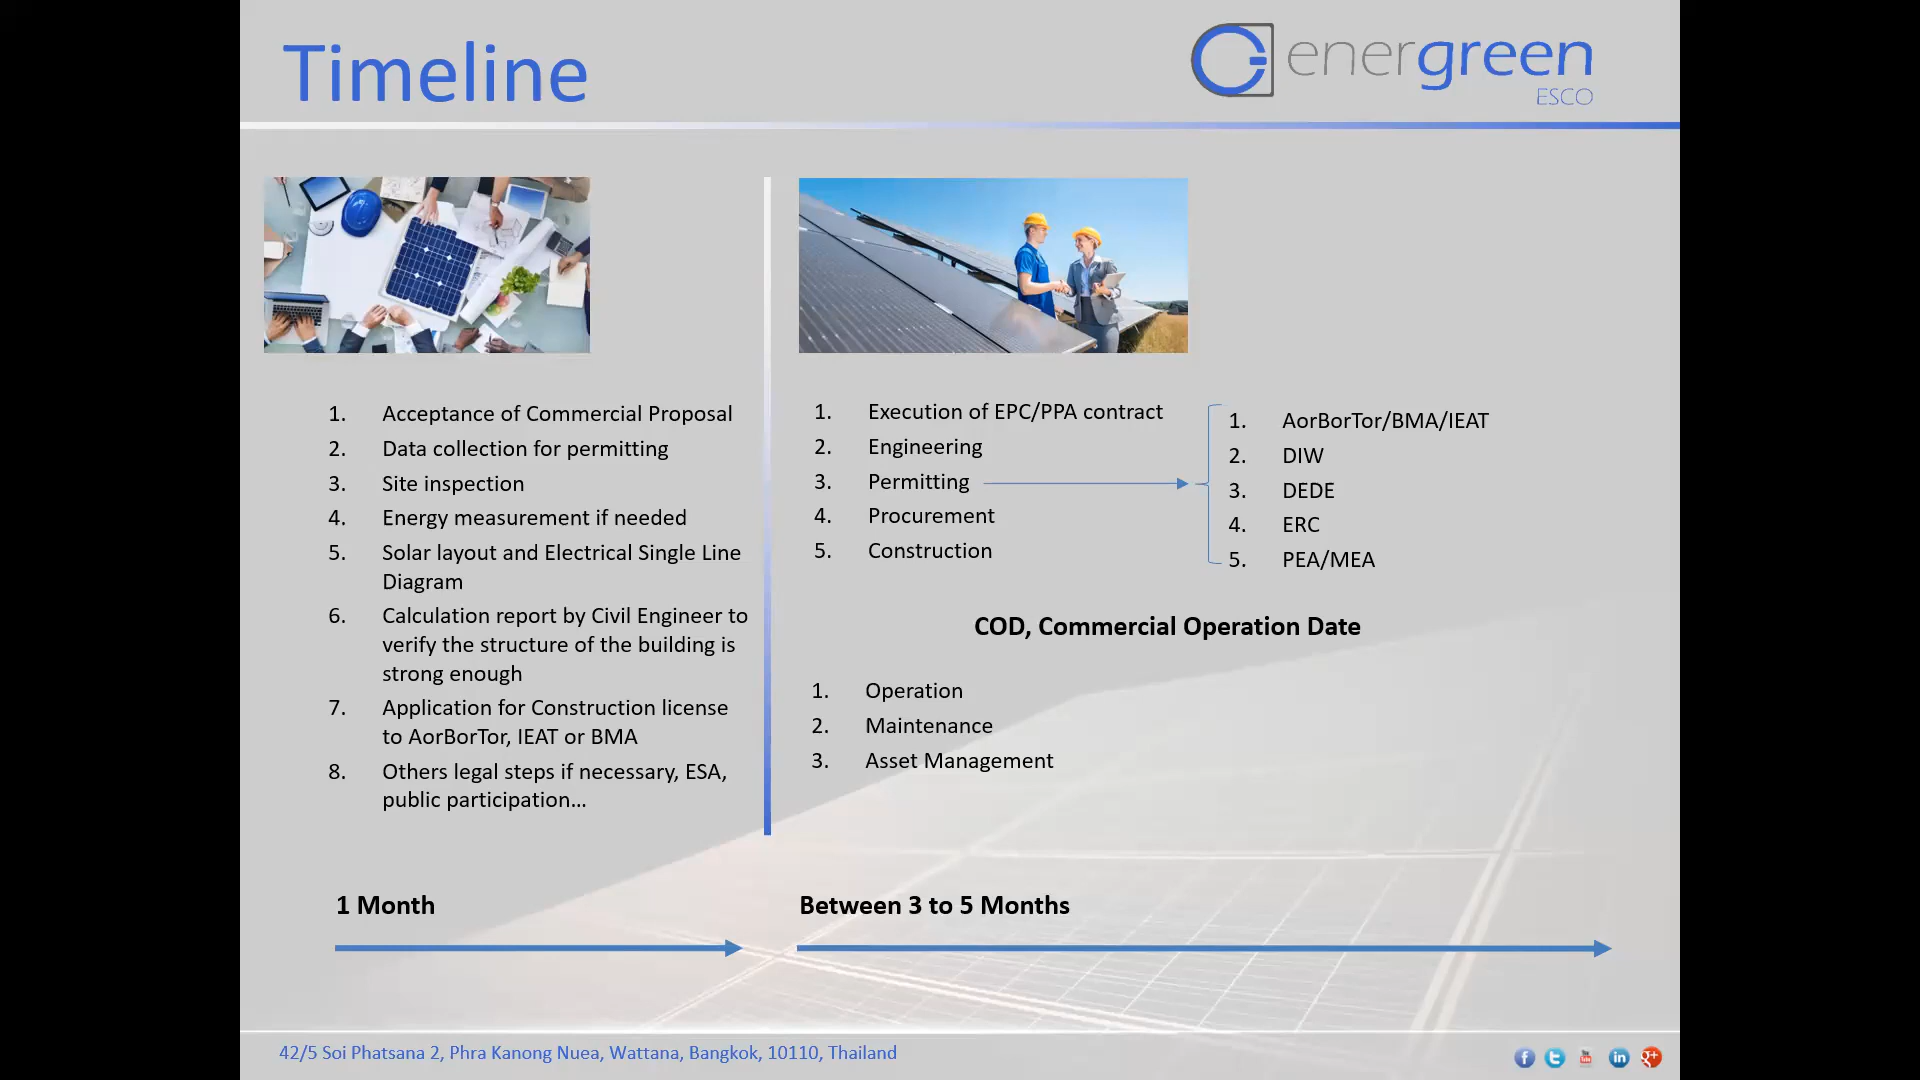 Timeline
energreen
ESCO
1. Acceptance of Commercial Proposal
2. Data collection for permitting
3. Site inspection
4. Energy measurement if needed
5. Solar layout and Electrical Single Line
Diagram
6. Calculation report by Civil Engineer to
verify the structure of the building is
strong enough
7. Application for Construction license
to AorBorTor, IEAT or BMA
8. Others legal steps if necessary, ESA,
public participation…
1 Month
1. Execution of EPC/PPA contract
2. Engineering
3. Permitting
4. Procurement
5. Construction
1. AorBorTor/BMA/IEAT
2. DIW
3. DEDE
4. ERC
5. PEA/MEA
COD, Commercial Operation Date
1. Operation
2. Maintenance
3. Asset Management
Between 3 to 5 Months
42/5 Soi Phatsana 2, Phra Kanong Nuea, Wattana, Bangkok, 10110, Thailand